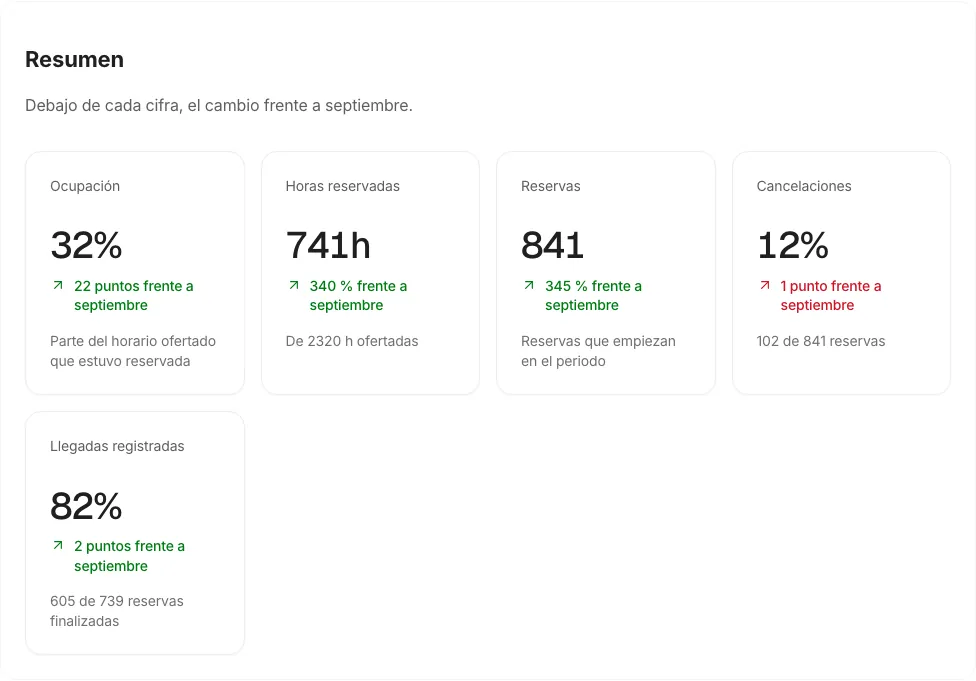 Resumen
Debajo de cada cifra, el cambio frente a septiembre.
Ocupación
32%
22 puntos frente a
septiembre
Parte del horario ofertado
que estuvo reservada
Horas reservadas
741h
340 % frente a
septiembre
De 2320 h ofertadas
Reservas
841
345 % frente a
septiembre
Reservas que empiezan
en el periodo
Cancelaciones
12%
1 punto frente a
septiembre
102 de 841 reservas
Llegadas registradas
82%
2 puntos frente a
septiembre
605 de 739 reservas
finalizadas